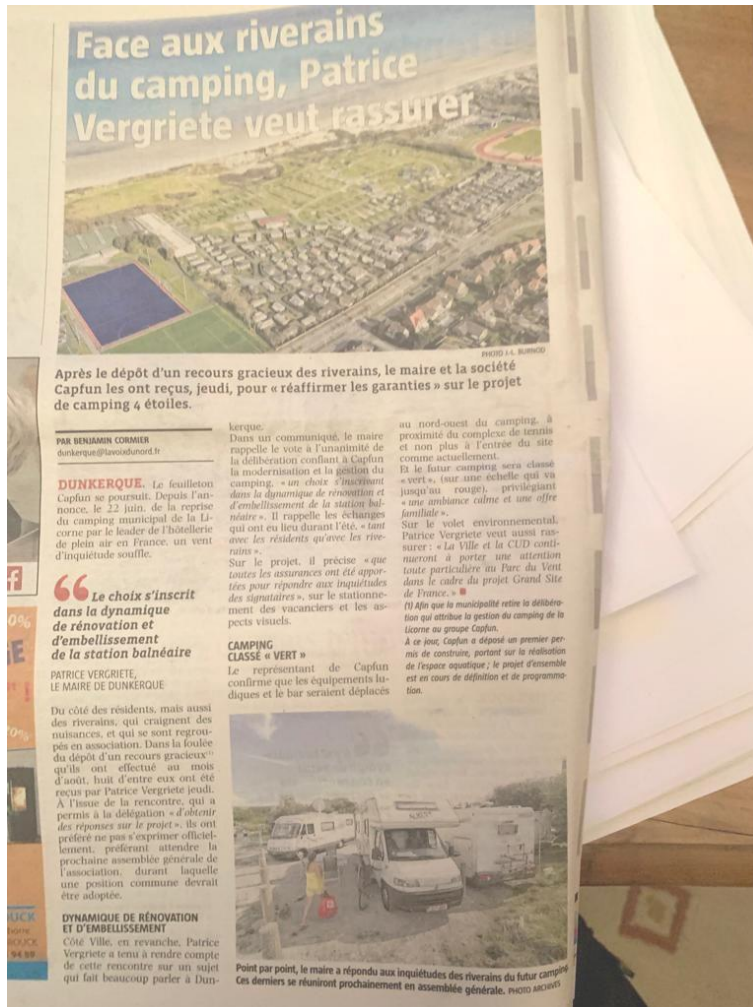 Face aux riverains
du camping, Patrice
Vergriete veut rassurer
PHOTO J.-L. BURNOD
Après le dépôt d'un recours gracieux des riverains, le maire et la société
Capfun les ont reçus, jeudi, pour « réaffirmer les garanties » sur le projet
de camping 4 étoiles.
PAR BENJAMIN CORMIER
dunkerque@lavoixdunord.fr
DUNKERQUE. Le feuilleton
Capfun se poursuit. Depuis l'an-
nonce, le 22 juin, de la reprise
du camping municipal de la Li-
corne par le leader de l'hôtellerie
de plein air en France, un vent
d'inquiétude souffle.
Le choix s'inscrit
dans la dynamique
de rénovation et
d'embellissement
de la station balnéaire
PATRICE VERGRIETE,
LE MAIRE DE DUNKERQUE
Du côté des résidents, mais aussi
des riverains, qui craignent des
nuisances, et qui se sont regrou-
pés en association. Dans la foulée
du dépôt d'un recours gracieux(1)
qu'ils ont effectué au mois
d'août, huit d'entre eux ont été
reçus par Patrice Vergriete jeudi.
À l'issue de la rencontre, qui a
permis à la délégation « d'obtenir
des réponses sur le projet », ils ont
préféré ne pas s'exprimer officiel-
lement, préférant attendre la
prochaine assemblée générale de
l'association, durant laquelle
une position commune devrait
être adoptée.
DYNAMIQUE DE RÉNOVATION
ET D'EMBELLISSEMENT
Côté Ville, en revanche, Patrice
Vergriete a tenu à rendre compte
de cette rencontre sur un sujet
qui fait beaucoup parler à Dun-
kerque.
Dans un communiqué, le maire
rappelle le vote à l'unanimité de
la délibération confiant à Capfun
la modernisation et la gestion du
camping, « un choix s'inscrivant
dans la dynamique de rénovation et
d'embellissement de la station bal-
néaire ». Il rappelle les échanges
qui ont eu lieu durant l'été, « tant
avec les résidents qu'avec les rive-
rains ».
Sur le projet, il précise « que
toutes les assurances ont été appor-
tées pour répondre aux inquiétudes
des signataires », sur le stationne-
ment des vacanciers et les as-
pects visuels.
CAMPING
CLASSÉ « VERT »
Le représentant de Capfun
confirme que les équipements lu-
diques et le bar seraient déplacés
au nord-ouest du camping, à
proximité du complexe de tennis
et non plus à l'entrée du site
comme actuellement.
Et le futur camping sera classé
« vert », (sur une échelle qui va
jusqu'au rouge), privilégiant
« une ambiance calme et une offre
familiale ».
Sur le volet environnemental,
Patrice Vergriete veut aussi ras-
surer : « La Ville et la CUD conti-
nueront à porter une attention
toute particulière au Parc du Vent
dans le cadre du projet Grand Site
de France. »
(1) Afin que la municipalité retire la délibéra-
tion qui attribue la gestion du camping de la
Licorne au groupe Capfun.
À ce jour, Capfun a déposé un premier per-
mis de construire, portant sur la réalisation
de l'espace aquatique ; le projet d'ensemble
est en cours de définition et de programma-
tion.
Point par point, le maire a répondu aux inquiétudes des riverains du futur camping.
Ces derniers se réuniront prochainement en assemblée générale. PHOTO ARCHIVES